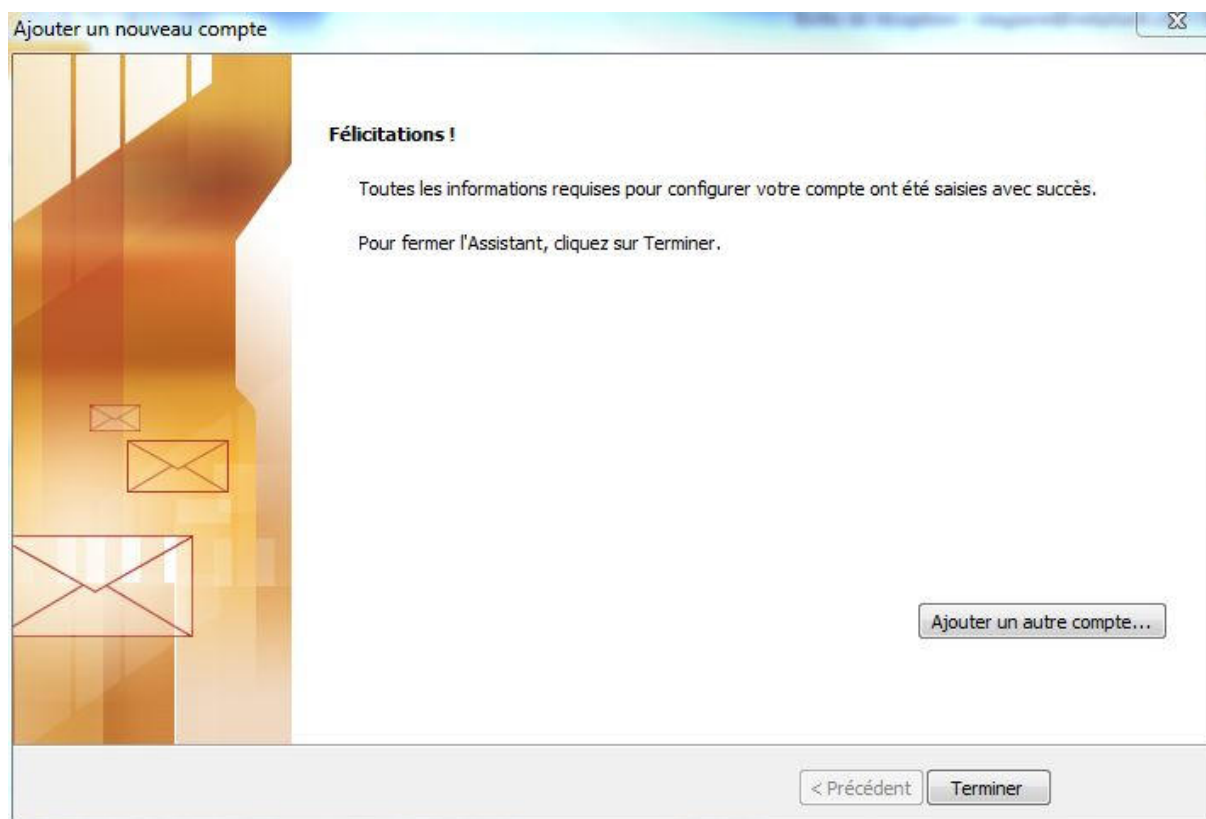 Ajouter un nouveau compte
Félicitations !
Toutes les informations requises pour configurer votre compte ont été saisies avec succès.
Pour fermer l'Assistant, cliquez sur Terminer.
Ajouter un autre compte...
< Précédent
Terminer